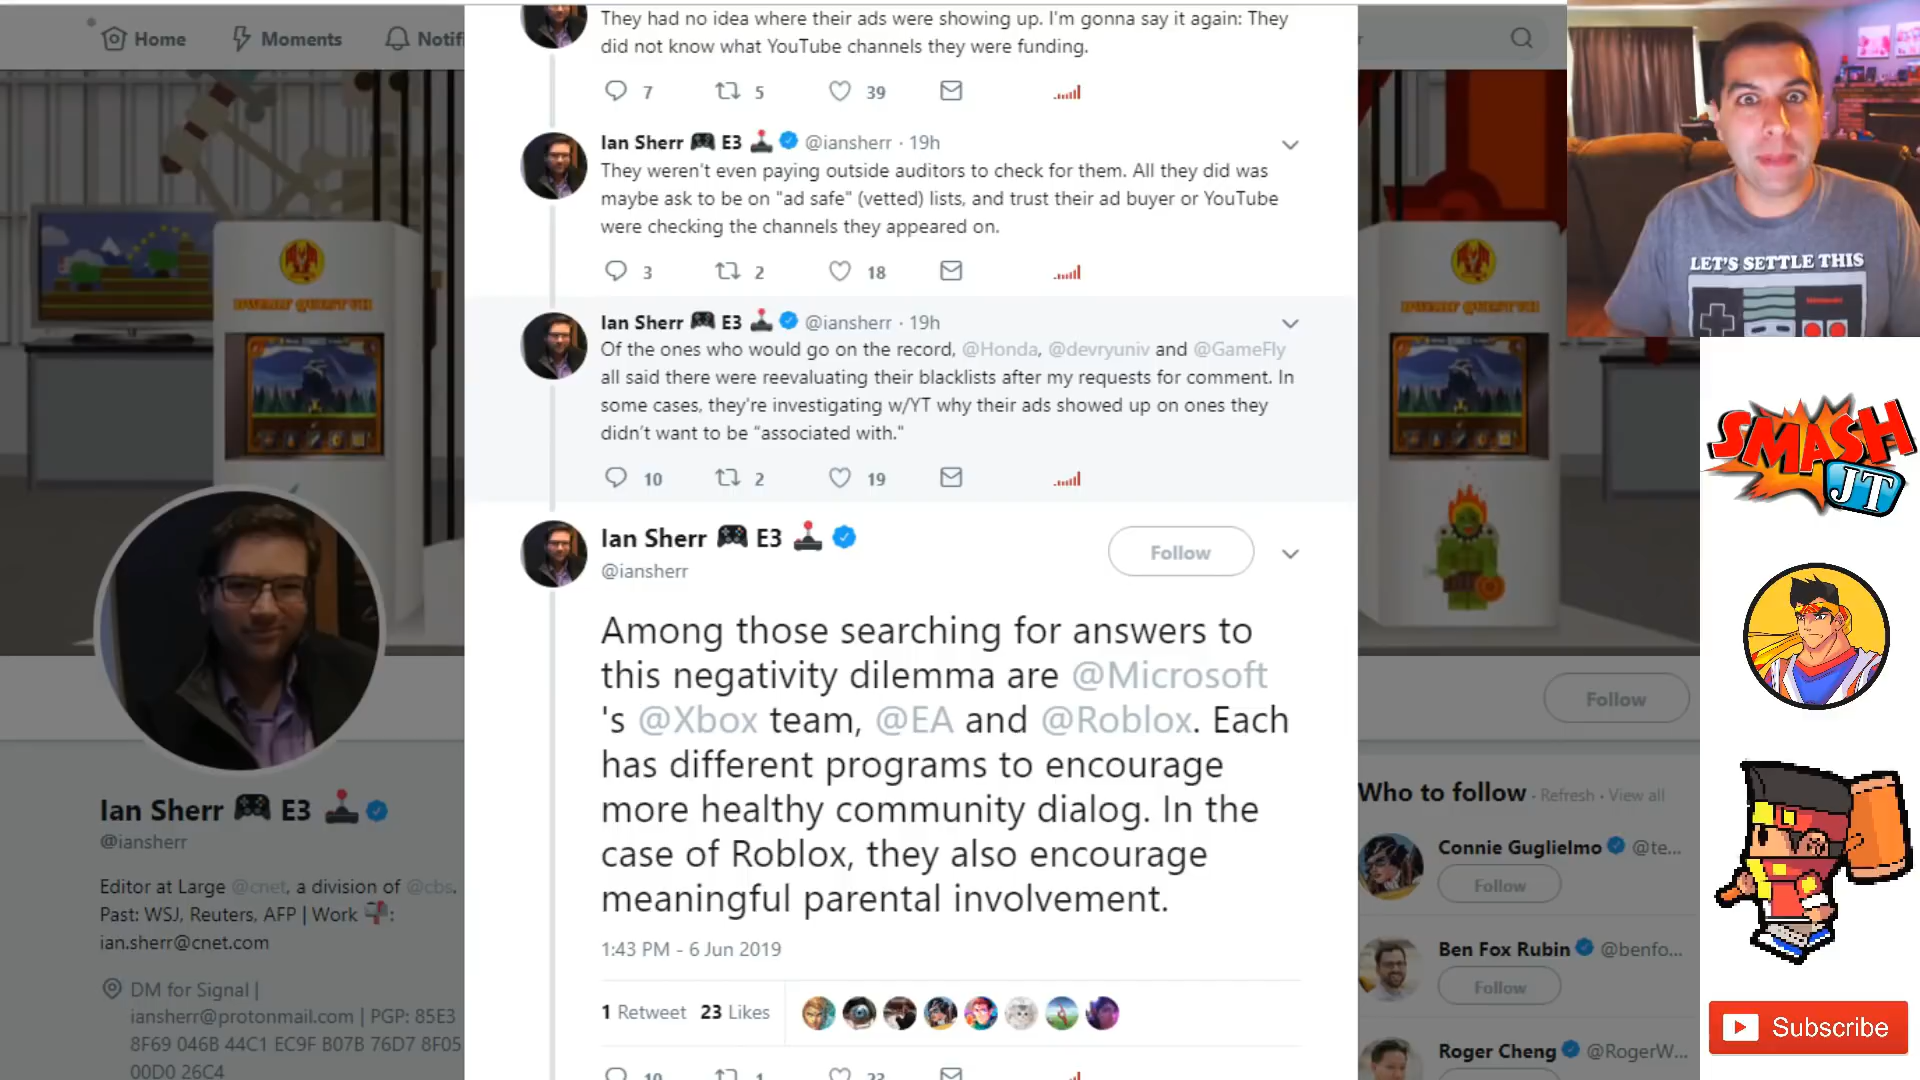 Home
Moments
Notifi
They had no idea where their ads were showing up. I'm gonna say it again: They
did not know what YouTube channels they were funding.
7 5 39
Ian Sherr E3 @iansherr · 19h
They weren't even paying outside auditors to check for them. All they did was
maybe ask to be on "ad safe" (vetted) lists, and trust their ad buyer or YouTube
were checking the channels they appeared on.
3 2 18
Ian Sherr E3 @iansherr · 19h
Of the ones who would go on the record, @Honda, @devryuniv and @GameFly
all said there were reevaluating their blacklists after my requests for comment. In
some cases, they're investigating w/YT why their ads showed up on ones they
didn't want to be “associated with."
10 2 19
Ian Sherr E3
@iansherr
Follow
Among those searching for answers to
this negativity dilemma are @Microsoft
's @Xbox team, @EA and @Roblox. Each
has different programs to encourage
more healthy community dialog. In the
case of Roblox, they also encourage
meaningful parental involvement.
1:43 PM - 6 Jun 2019
1 Retweet 23 Likes
10 1 23
Ian Sherr E3
@iansherr
Editor at Large @cnet, a division of @cbs.
Past: WSJ, Reuters, AFP | Work :
ian.sherr@cnet.com
DM for Signal |
iansherr@protonmail.com | PGP: 85E3
8F69 046B 44C1 EC9F B07B 76D7 8F05
00D0 26C4
DWARF QUEST VII
DWARF QUEST VII
Follow
Who to follow · Refresh · View all
Connie Guglielmo @te...
Follow
Ben Fox Rubin @benfo...
Follow
Roger Cheng @RogerW...
LET'S SETTLE THIS
SMASH
JT
Subscribe